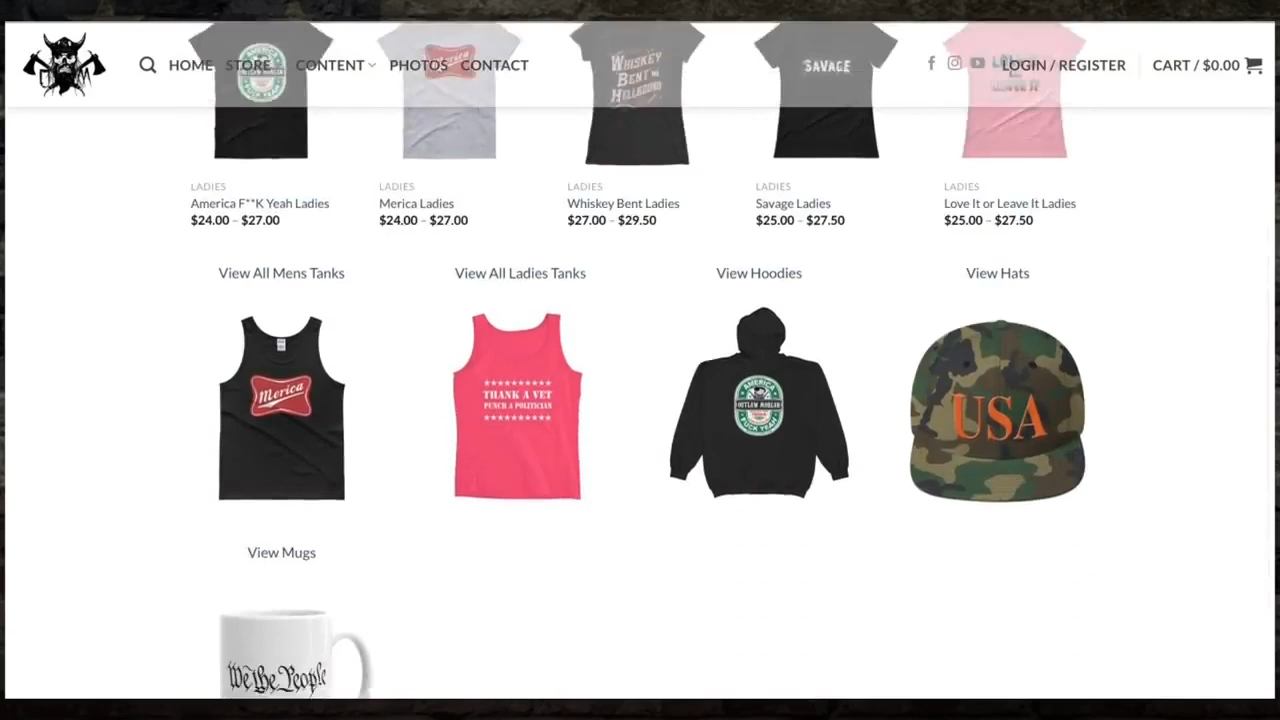 HOME STORE CONTENT PHOTOS CONTACT
LOGIN / REGISTER CART / $0.00
Merica
WHISKEY
BENT
HELLBOUND
SAVAGE
LADIES LADIES LADIES LADIES LADIES
America F**K Yeah Ladies Merica Ladies Whiskey Bent Ladies Savage Ladies Love It or Leave It Ladies
$24.00 – $27.00 $24.00 – $27.00 $27.00 – $29.50 $25.00 – $27.50 $25.00 – $27.50
View All Mens Tanks View All Ladies Tanks View Hoodies View Hats
Merica
THANK A VET
PUNCH A POLITICIAN
AMERICA
OUTLAW MORGAN
FUCK YEAH
USA
View Mugs
We the People